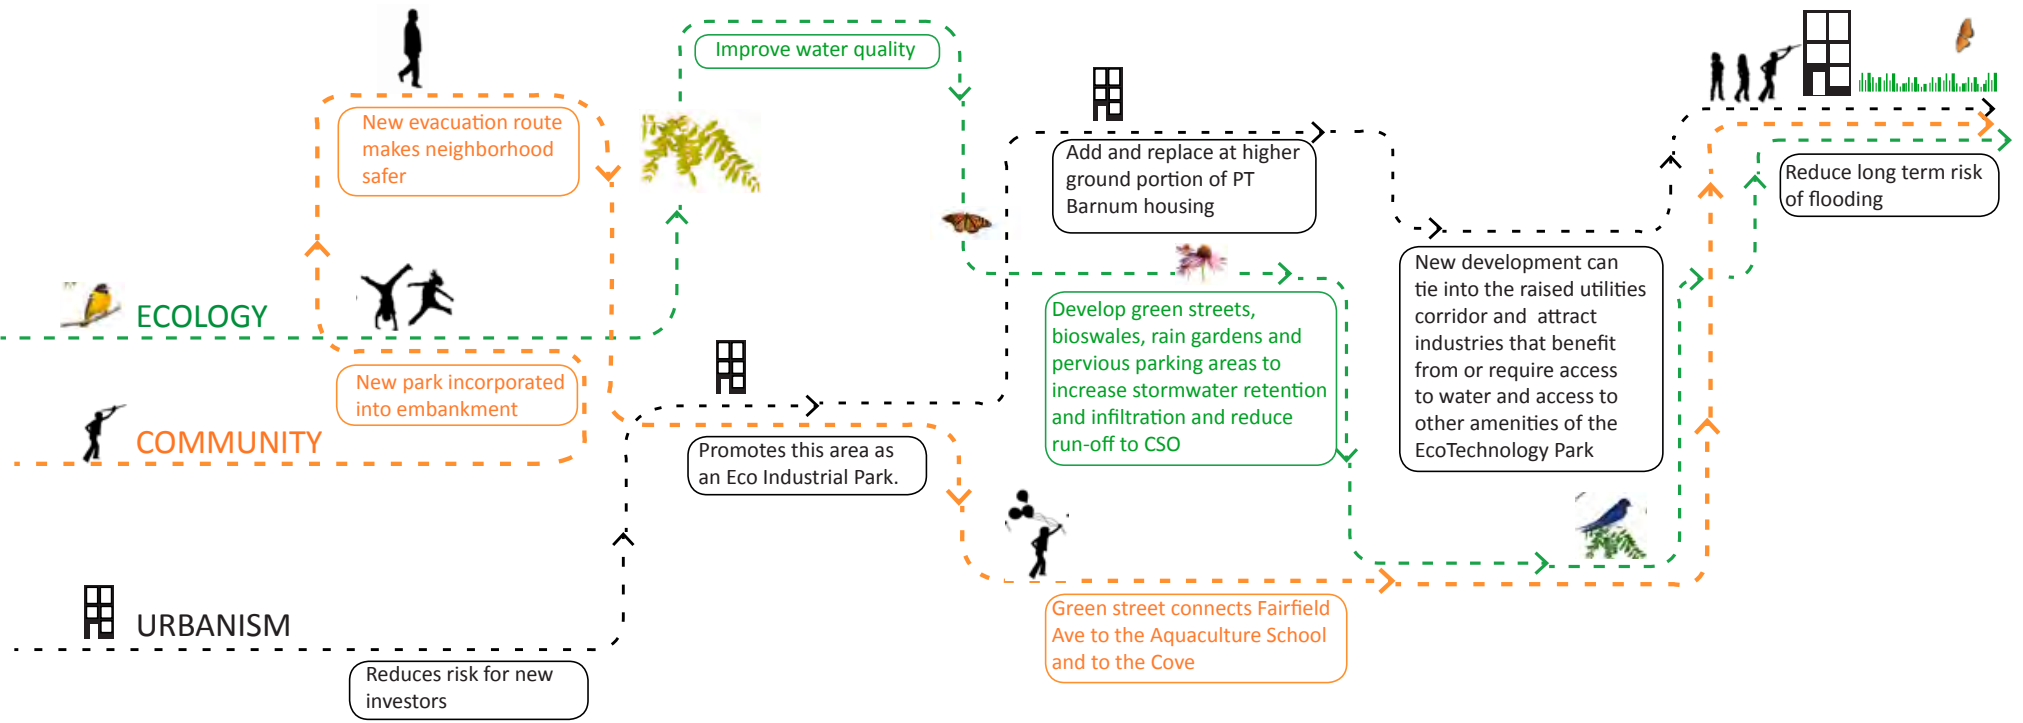 Improve water quality
New evacuation route
makes neighborhood
safer
Add and replace at higher
ground portion of PT
Barnum housing
Reduce long term risk
of flooding
ECOLOGY
New development can
tie into the raised utilities
corridor and attract
industries that benefit
from or require access
to water and access to
other amenities of the
EcoTechnology Park
Develop green streets,
bioswales, rain gardens and
pervious parking areas to
increase stormwater retention
and infiltration and reduce
run-off to CSO
New park incorporated
into embankment
COMMUNITY
Promotes this area as
an Eco Industrial Park.
Green street connects Fairfield
Ave to the Aquaculture School
and to the Cove
URBANISM
Reduces risk for new
investors